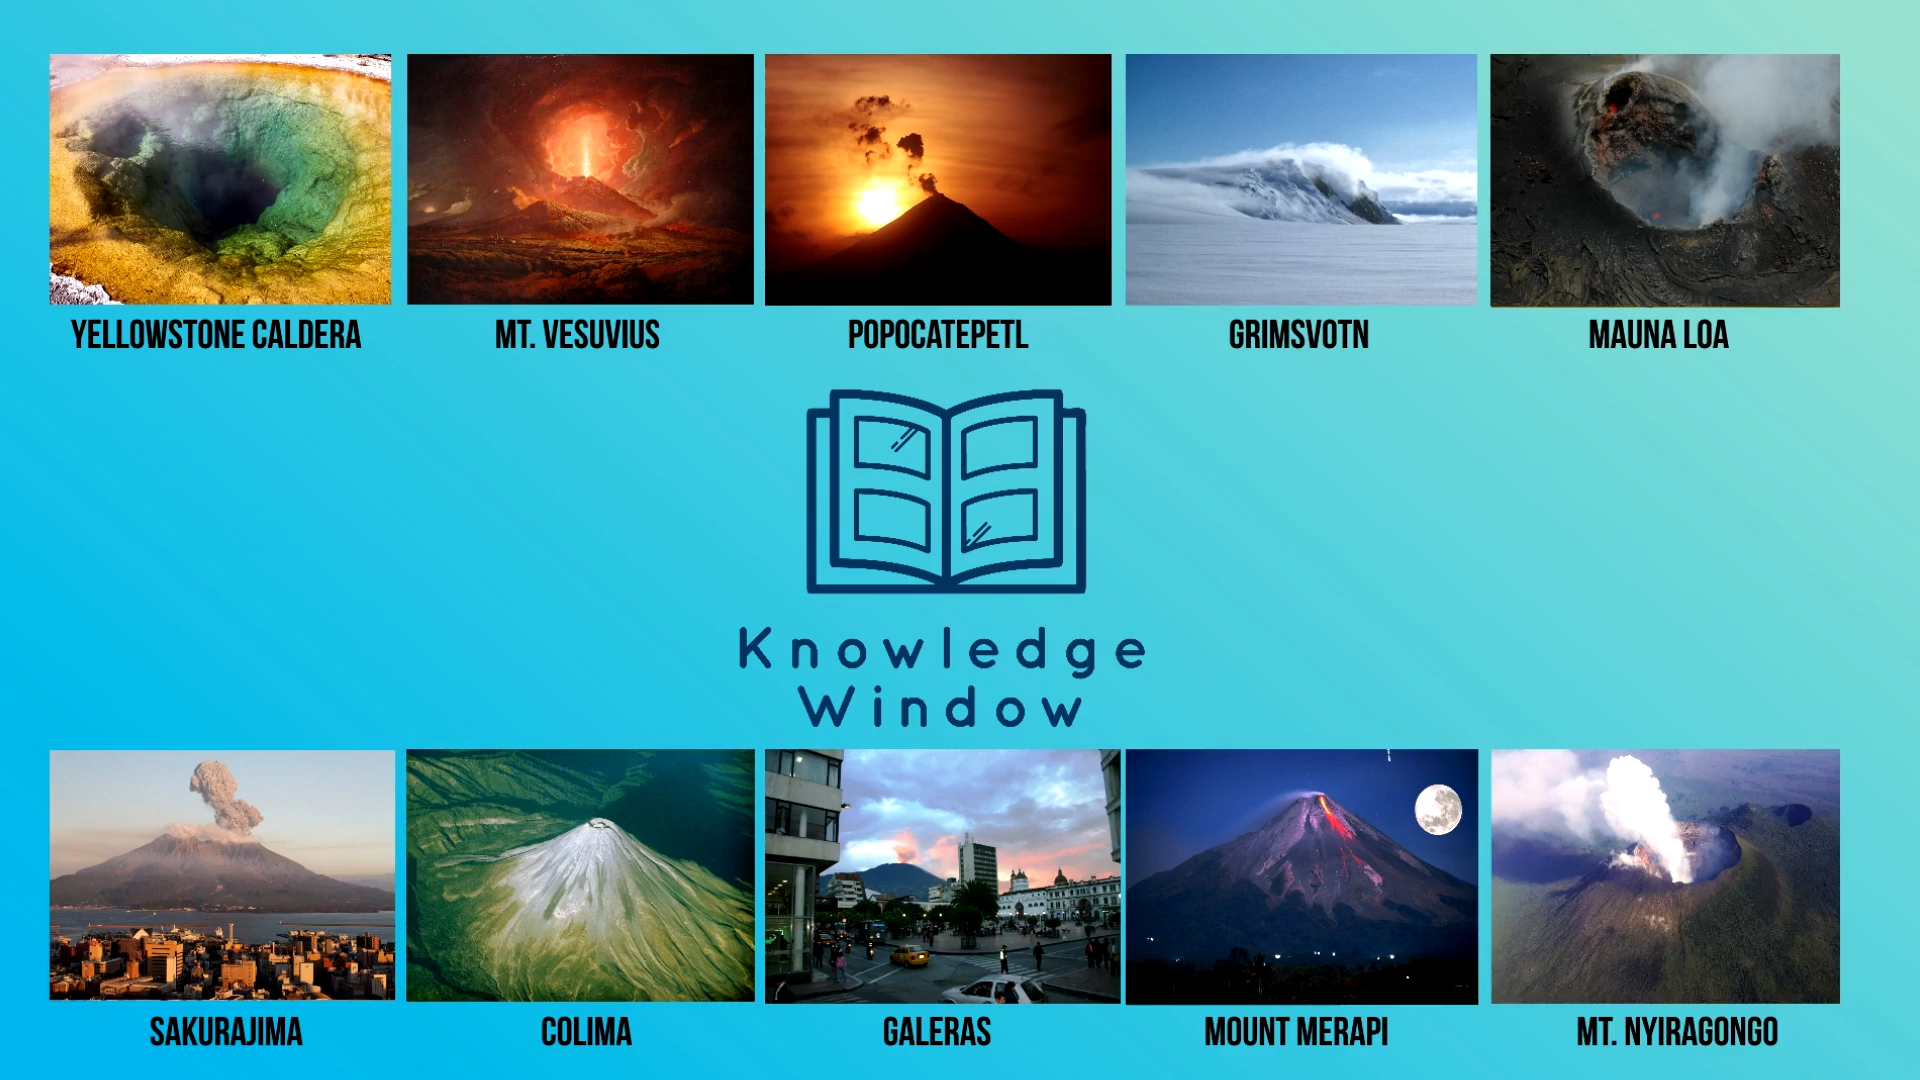 YELLOWSTONE CALDERA
MT. VESUVIUS
POPOCATEPETL
GRIMSVOTN
MAUNA LOA
Knowledge
Window
SAKURAJIMA
COLIMA
GALERAS
MOUNT MERAPI
MT. NYIRAGONGO